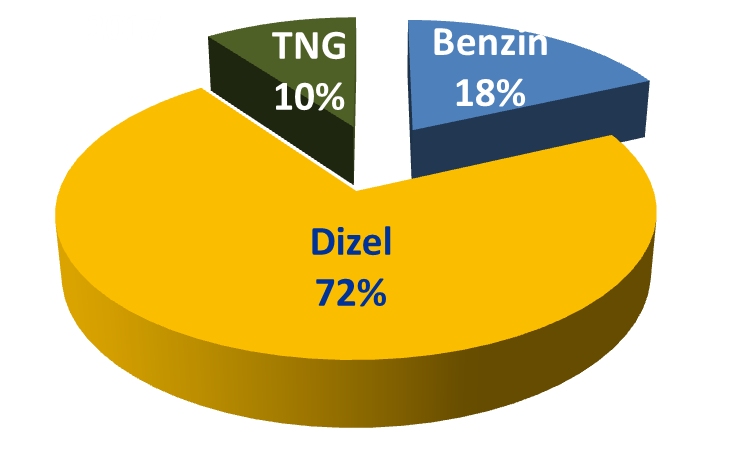 TNG
10%
Benzin
18%
Dizel
72%